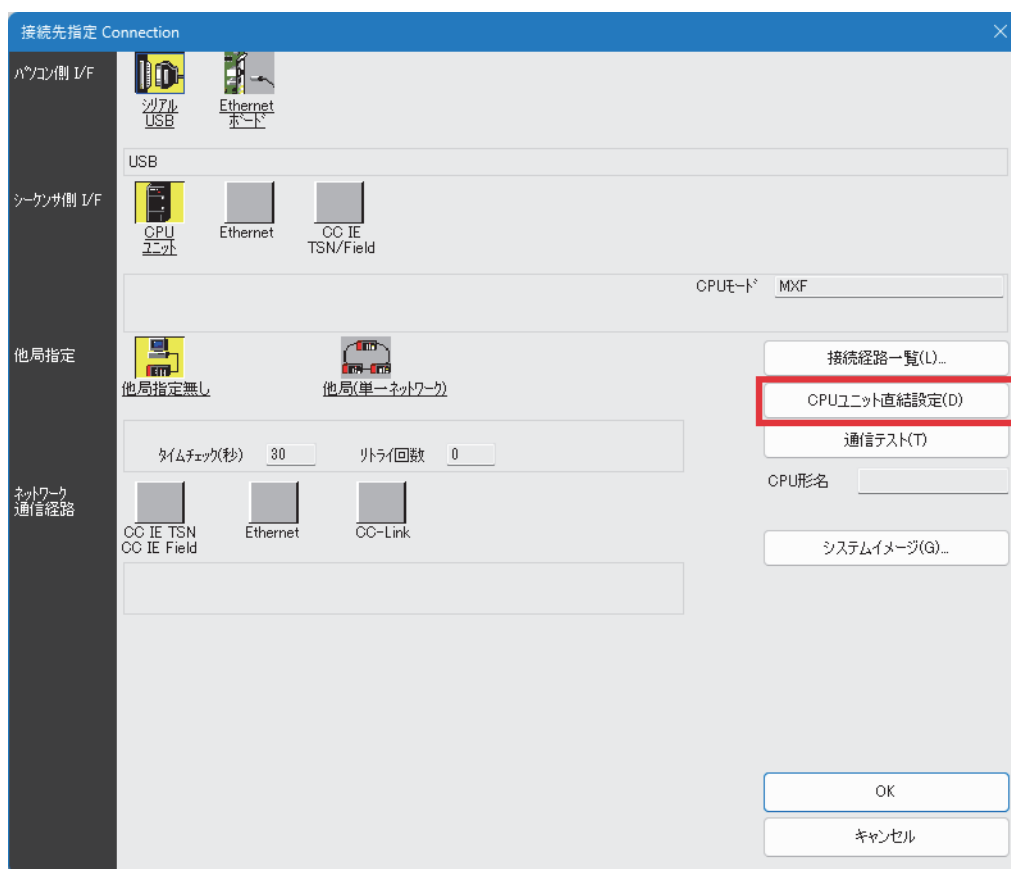 接続先指定 Connection
パソコン側 I/F
シリアル
USB
Ethernet
ボード
USB
シーケンサ側 I/F
CPU
ユニット
Ethernet
CC IE
TSN/Field
CPUモード MXF
他局指定
他局指定無し
他局(単一ネットワーク)
接続経路一覧(L)...
CPUユニット直結設定(D)
タイムチェック(秒) 30 リトライ回数 0
通信テスト(T)
CPU形名
ネットワーク
通信経路
CC IE TSN
CC IE Field
Ethernet
CC-Link
システムイメージ(G)...
OK
キャンセル